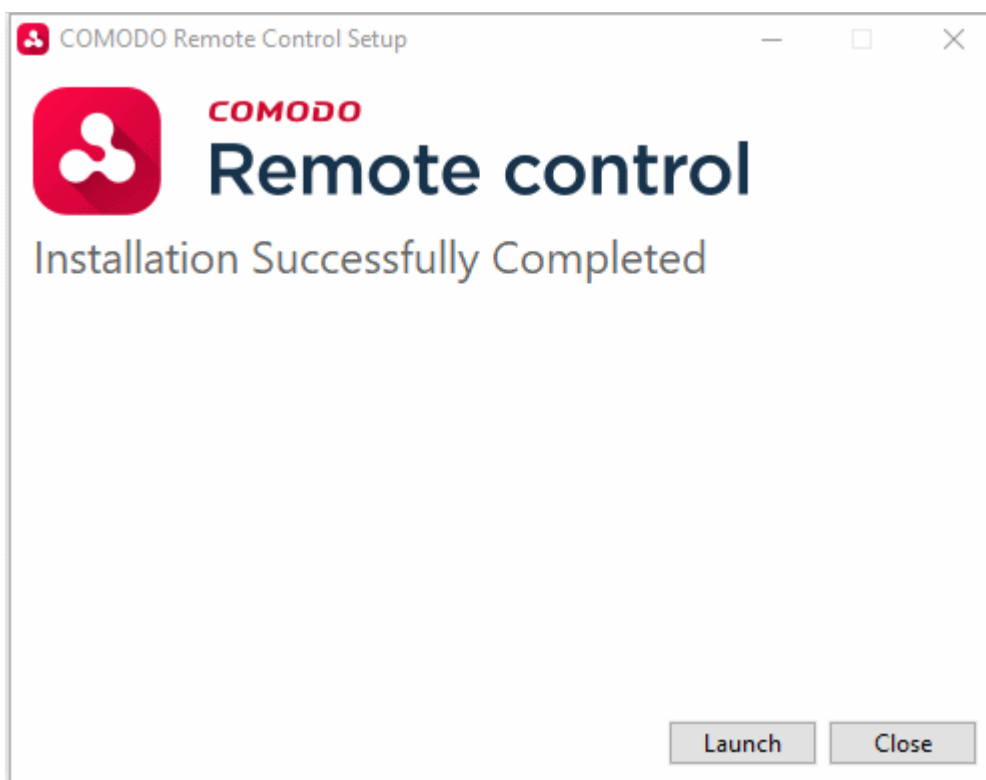 COMODO Remote Control Setup
COMODO
Remote control
Installation Successfully Completed
Launch
Close